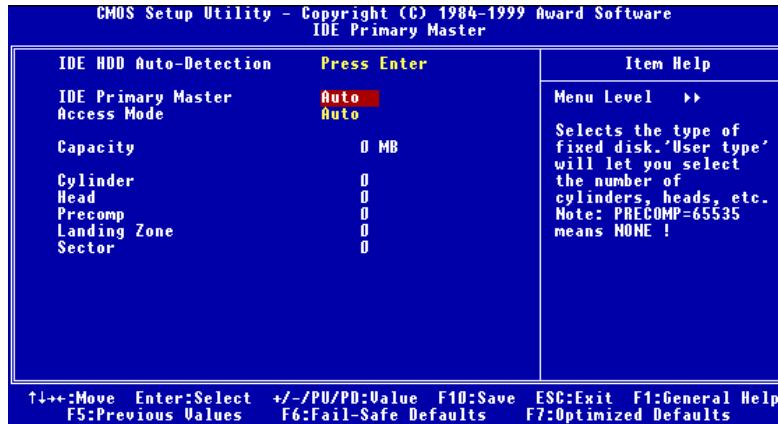 CMOS Setup Utility - Copyright (C) 1984-1999 Award Software
IDE Primary Master
IDE HDD Auto-Detection Press Enter
IDE Primary Master Auto
Access Mode Auto
Capacity 0 MB
Cylinder 0
Head 0
Precomp 0
Landing Zone 0
Sector 0
Item Help
Menu Level ▸▸
Selects the type of
fixed disk.'User type'
will let you select
the number of
cylinders, heads, etc.
Note: PRECOMP=65535
means NONE !
↑↓→←:Move Enter:Select +/-/PU/PD:Value F10:Save ESC:Exit F1:General Help
F5:Previous Values F6:Fail-Safe Defaults F7:Optimized Defaults